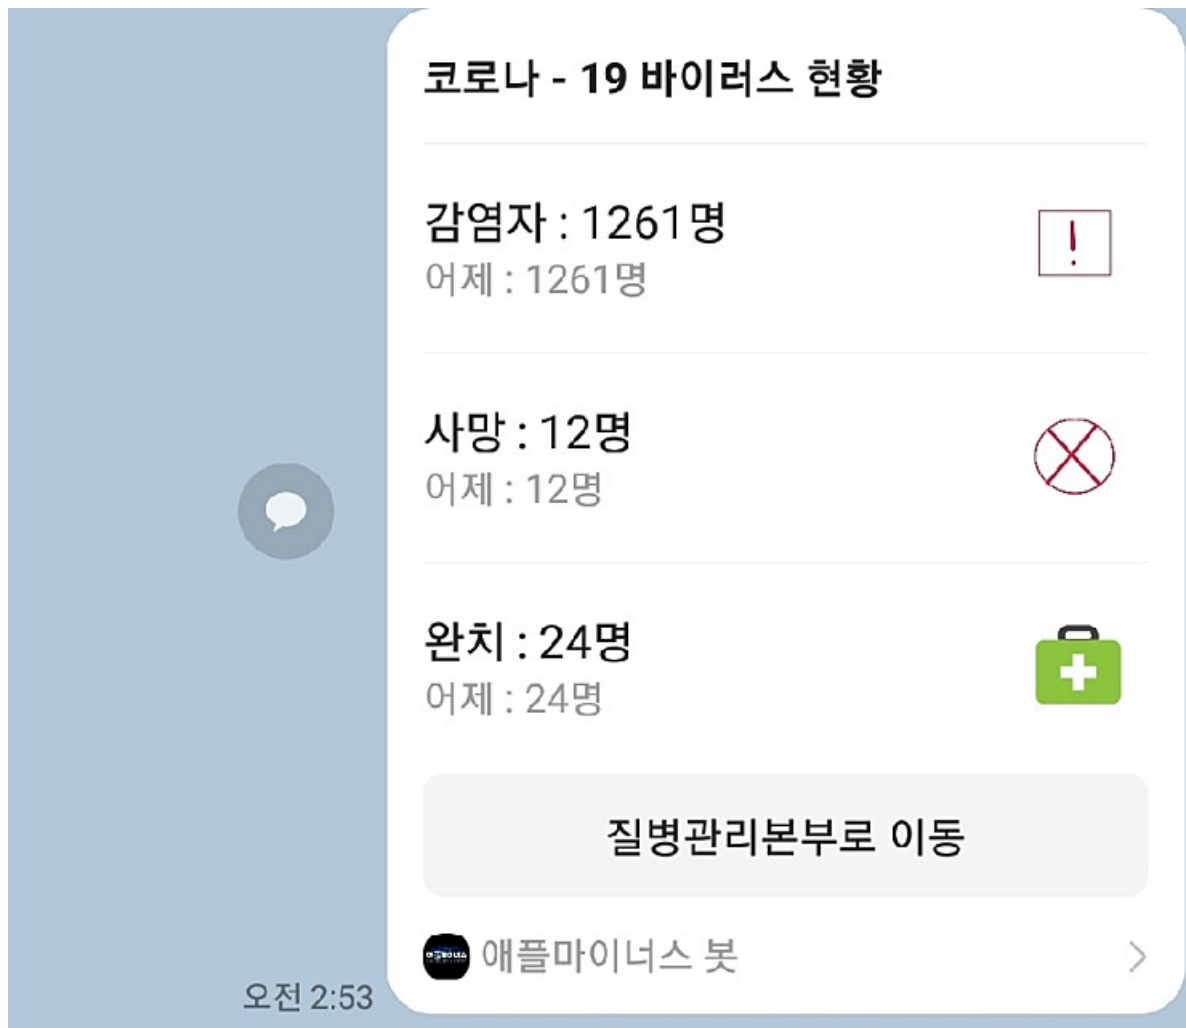 코로나 - 19 바이러스 현황
감염자 : 1261명
어제 : 1261명
사망 : 12명
어제 : 12명
완치 : 24명
어제 : 24명
질병관리본부로 이동
애플마이너스 봇
오전 2:53